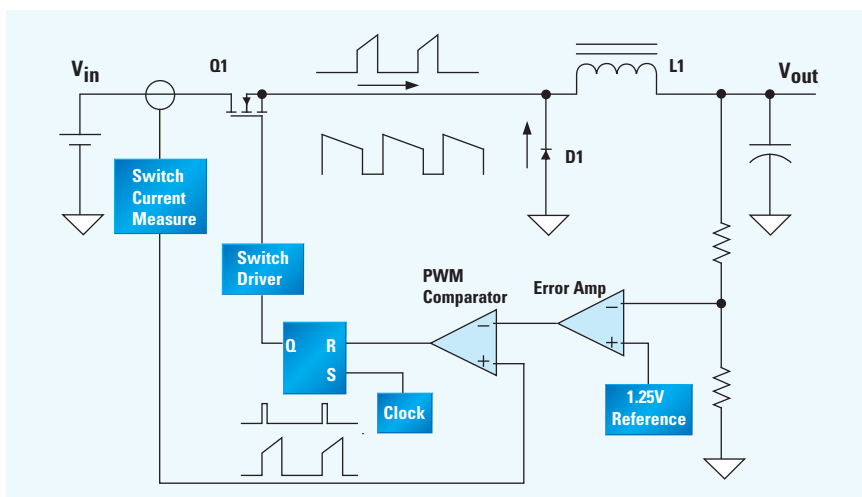 Vin
Q1
L1
Vout
D1
Switch
Current
Measure
Switch
Driver
PWM
Comparator
Error Amp
−
+
−
+
Q
R
S
Clock
1.25V
Reference